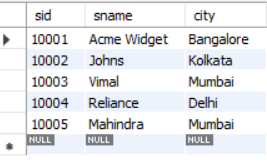 sid sname city
10001 Acme Widget Bangalore
10002 Johns Kolkata
10003 Vimal Mumbai
10004 Reliance Delhi
10005 Mahindra Mumbai
NULL NULL NULL